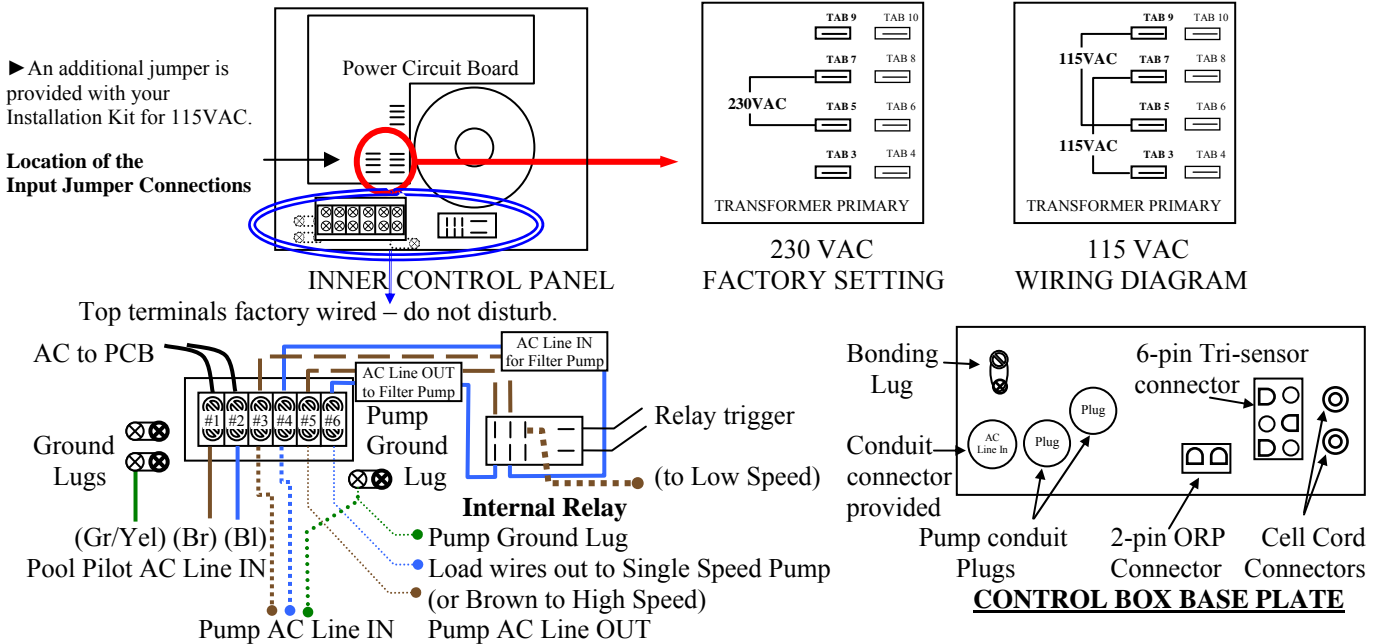 ►An additional jumper is
provided with your
Installation Kit for 115VAC.
Location of the
Input Jumper Connections
Power Circuit Board
INNER CONTROL PANEL
TAB 9 TAB 10
TAB 7 TAB 8
230VAC
TAB 5 TAB 6
TAB 3 TAB 4
TRANSFORMER PRIMARY
230 VAC
FACTORY SETTING
TAB 9 TAB 10
115VAC
TAB 7 TAB 8
TAB 5 TAB 6
115VAC
TAB 3 TAB 4
TRANSFORMER PRIMARY
115 VAC
WIRING DIAGRAM
Top terminals factory wired – do not disturb.
AC to PCB
AC Line IN
for Filter Pump
AC Line OUT
to Filter Pump
#1 #2 #3 #4 #5 #6
Ground
Lugs
Pump
Ground
Lug
Relay trigger
(to Low Speed)
Internal Relay
(Gr/Yel) (Br) (Bl)
Pool Pilot AC Line IN
Pump Ground Lug
Load wires out to Single Speed Pump
(or Brown to High Speed)
Pump AC Line IN
Pump AC Line OUT
Bonding
Lug
6-pin Tri-sensor
connector
Plug
Plug
AC
Line In
Conduit
connector
provided
Pump conduit
Plugs
2-pin ORP
Connector
Cell Cord
Connectors
CONTROL BOX BASE PLATE